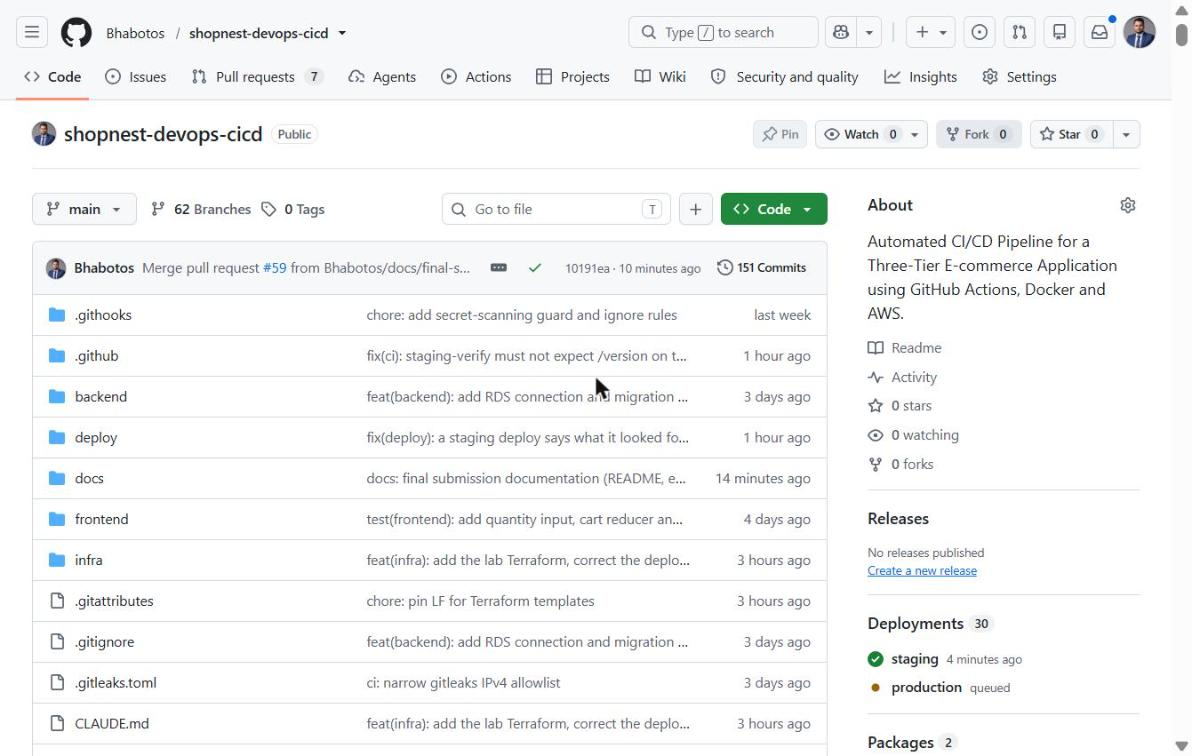 Bhabotos / shopnest-devops-cicd
Type / to search
Code Issues Pull requests 7 Agents Actions Projects Wiki Security and quality Insights Settings
shopnest-devops-cicd Public
Pin Watch 0 Fork 0 Star 0
main 62 Branches 0 Tags
Go to file T
+ Code
Bhabotos Merge pull request #59 from Bhabotos/docs/final-s... 10191ea · 10 minutes ago 151 Commits
.githooks chore: add secret-scanning guard and ignore rules last week
.github fix(ci): staging-verify must not expect /version on t... 1 hour ago
backend feat(backend): add RDS connection and migration ... 3 days ago
deploy fix(deploy): a staging deploy says what it looked fo... 1 hour ago
docs docs: final submission documentation (README, e... 14 minutes ago
frontend test(frontend): add quantity input, cart reducer an... 4 days ago
infra feat(infra): add the lab Terraform, correct the deplo... 3 hours ago
.gitattributes chore: pin LF for Terraform templates 3 hours ago
.gitignore feat(backend): add RDS connection and migration ... 3 days ago
.gitleaks.toml ci: narrow gitleaks IPv4 allowlist 3 days ago
CLAUDE.md feat(infra): add the lab Terraform, correct the deplo... 3 hours ago
About
Automated CI/CD Pipeline for a
Three-Tier E-commerce Application
using GitHub Actions, Docker and
AWS.
Readme
Activity
0 stars
0 watching
0 forks
Releases
No releases published
Create a new release
Deployments 30
staging 4 minutes ago
production queued
Packages 2